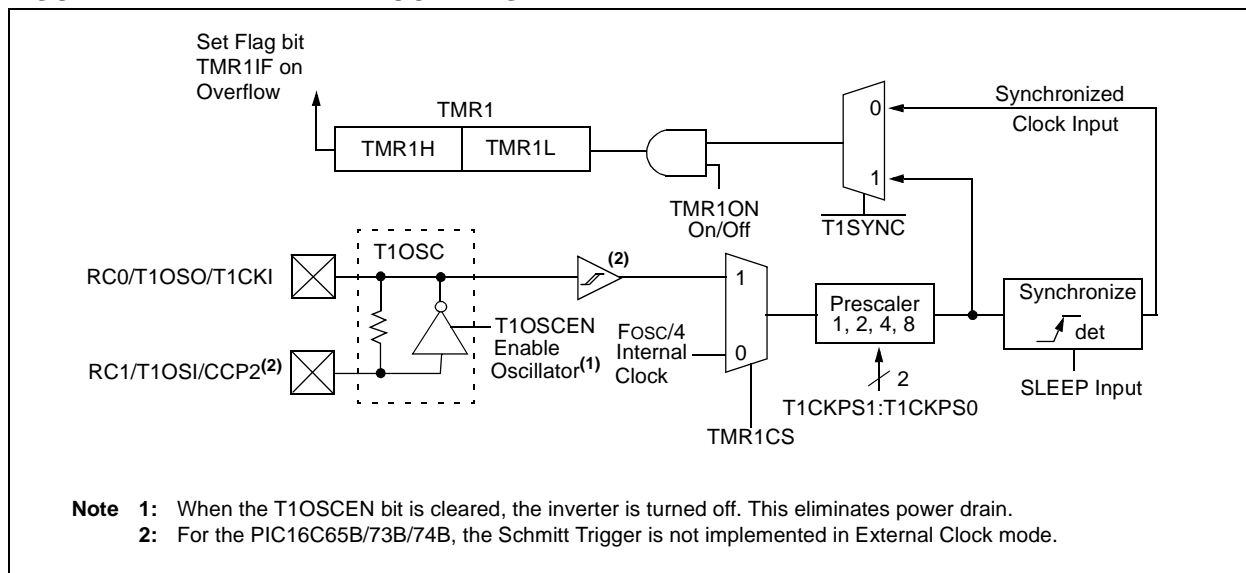 Set Flag bit
TMR1IF on
Overflow
TMR1
TMR1H
TMR1L
TMR1ON
On/Off
0
1
T1SYNC
Synchronized
Clock Input
RC0/T1OSO/T1CKI
T1OSC
(2)
1
0
FOSC/4
Internal
Clock
TMR1CS
Prescaler
1, 2, 4, 8
2
T1CKPS1:T1CKPS0
Synchronize
det
SLEEP Input
RC1/T1OSI/CCP2(2)
T1OSCEN
Enable
Oscillator(1)
Note 1: When the T1OSCEN bit is cleared, the inverter is turned off. This eliminates power drain.
2: For the PIC16C65B/73B/74B, the Schmitt Trigger is not implemented in External Clock mode.